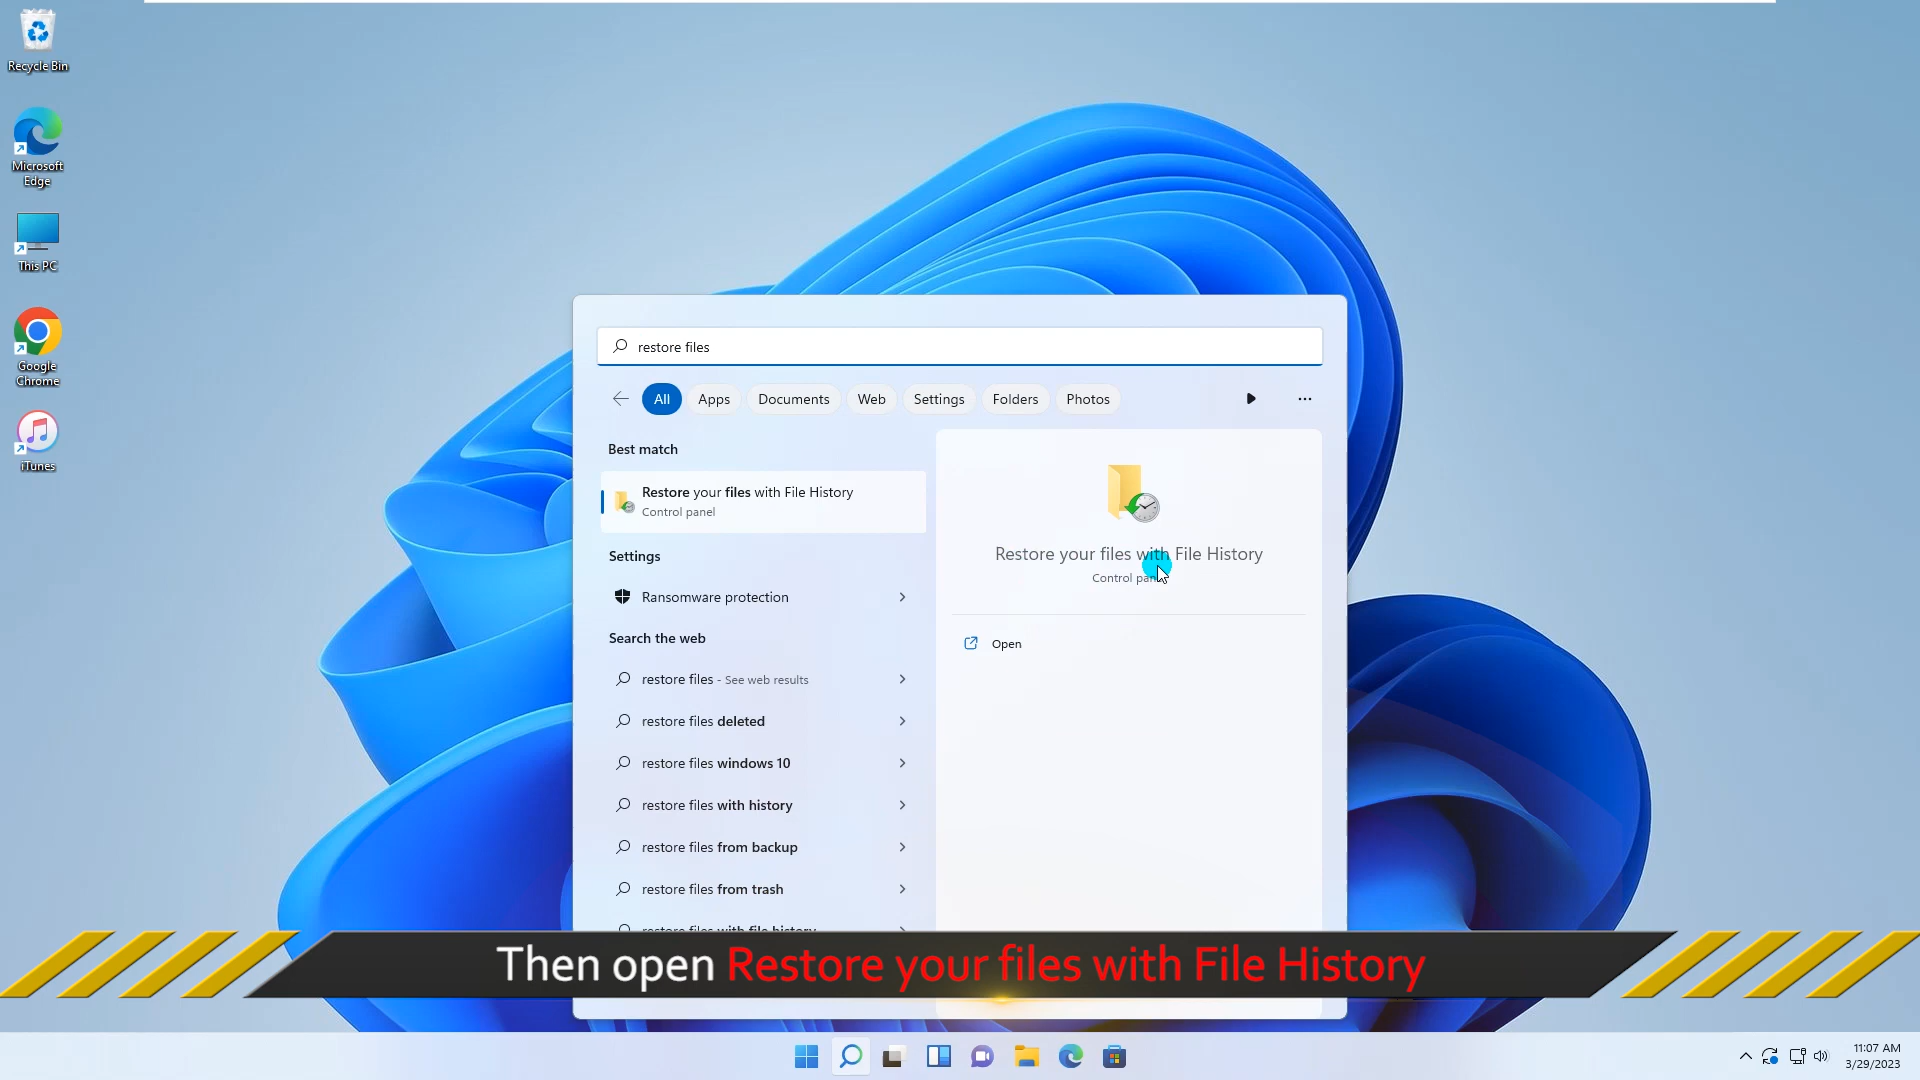 Recycle Bin
Microsoft
Edge
This PC
Google
Chrome
iTunes
restore files
All
Apps
Documents
Web
Settings
Folders
Photos
Best match
Restore your files with File History
Control panel
Settings
Ransomware protection
Search the web
restore files - See web results
restore files deleted
restore files windows 10
restore files with history
restore files from backup
restore files from trash
restore files with file history
Restore your files with File History
Control panel
Open
Then open Restore your files with File History
11:07 AM
3/29/2023